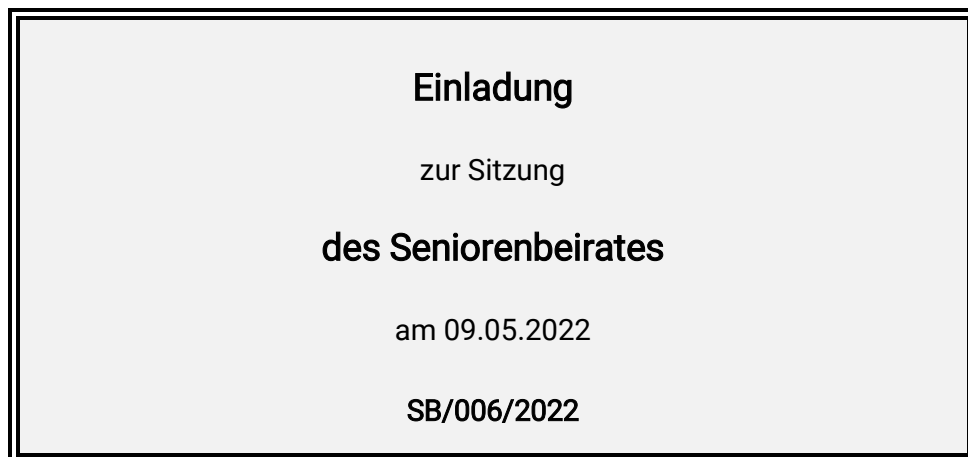 Einladung
zur Sitzung
des Seniorenbeirates
am 09.05.2022
SB/006/2022